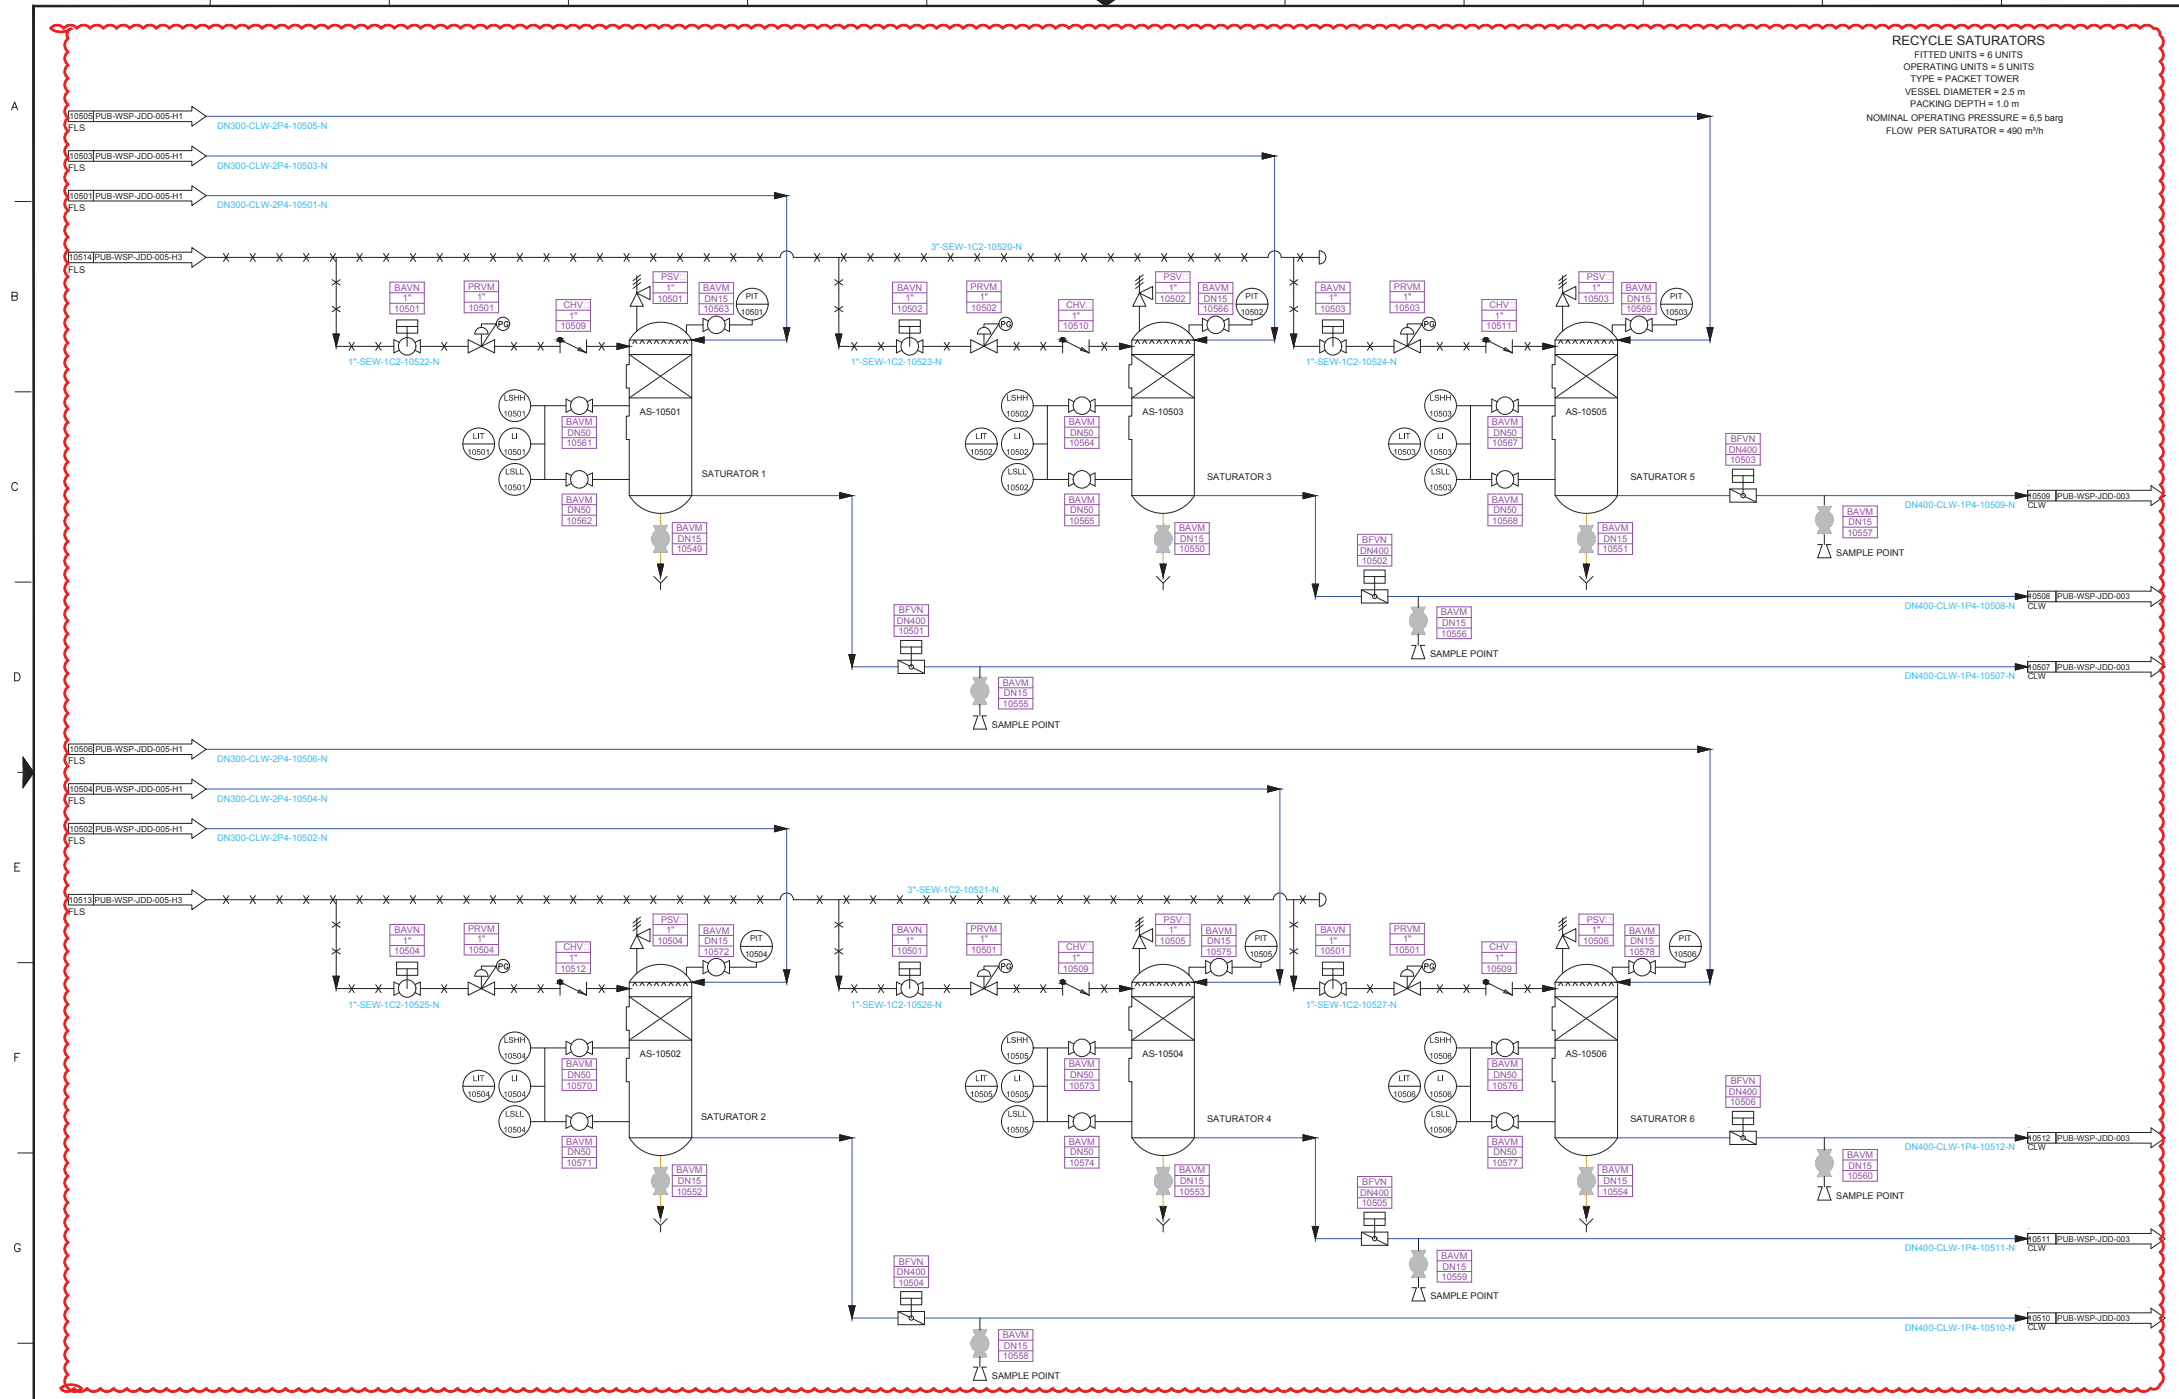 RECYCLE SATURATORS
FITTED UNITS = 6 UNITS
OPERATING UNITS = 5 UNITS
TYPE = PACKET TOWER
VESSEL DIAMETER = 2.5 m
PACKING DEPTH = 1.0 m
NOMINAL OPERATING PRESSURE = 6,5 barg
FLOW PER SATURATOR = 490 m³/h
A
10505 PUB-WSP-JDD-005-H1
FLS
DN300-CLW-2P4-10505-N
10503 PUB-WSP-JDD-005-H1
FLS
DN300-CLW-2P4-10503-N
10501 PUB-WSP-JDD-005-H1
FLS
DN300-CLW-2P4-10501-N
10514 PUB-WSP-JDD-005-H3
FLS
3"-SEW-1C2-10520-N
B
BAVN
1"
10501
PRVM
1"
10501
PG
CHV
1"
10509
PSV
1"
10501
BAVM
DN15
10563
PIT
10501
1"-SEW-1C2-10522-N
BAVN
1"
10502
PRVM
1"
10502
PG
CHV
1"
10510
PSV
1"
10502
BAVM
DN15
10566
PIT
10502
1"-SEW-1C2-10523-N
BAVN
1"
10503
PRVM
1"
10503
PG
CHV
1"
10511
PSV
1"
10503
BAVM
DN15
10569
PIT
10503
1"-SEW-1C2-10524-N
C
LSHH
10501
LIT
10501
LI
10501
LSLL
10501
BAVM
DN50
10561
BAVM
DN50
10562
AS-10501
SATURATOR 1
BAVM
DN15
10549
LSHH
10502
LIT
10502
LI
10502
LSLL
10502
BAVM
DN50
10564
BAVM
DN50
10565
AS-10503
SATURATOR 3
BAVM
DN15
10550
LSHH
10503
LIT
10503
LI
10503
LSLL
10503
BAVM
DN50
10567
BAVM
DN50
10568
AS-10505
SATURATOR 5
BAVM
DN15
10551
BFVN
DN400
10503
BAVM
DN15
10557
SAMPLE POINT
DN400-CLW-1P4-10509-N
10509 PUB-WSP-JDD-003
CLW
BFVN
DN400
10502
BAVM
DN15
10556
SAMPLE POINT
DN400-CLW-1P4-10508-N
10508 PUB-WSP-JDD-003
CLW
D
BFVN
DN400
10501
BAVM
DN15
10555
SAMPLE POINT
DN400-CLW-1P4-10507-N
10507 PUB-WSP-JDD-003
CLW
10506 PUB-WSP-JDD-005-H1
FLS
DN300-CLW-2P4-10506-N
10504 PUB-WSP-JDD-005-H1
FLS
DN300-CLW-2P4-10504-N
10502 PUB-WSP-JDD-005-H1
FLS
DN300-CLW-2P4-10502-N
E
10513 PUB-WSP-JDD-005-H3
FLS
3"-SEW-1C2-10521-N
BAVN
1"
10504
PRVM
1"
10504
PG
CHV
1"
10512
PSV
1"
10504
BAVM
DN15
10572
PIT
10504
1"-SEW-1C2-10525-N
BAVN
1"
10501
PRVM
1"
10501
PG
CHV
1"
10509
PSV
1"
10505
BAVM
DN15
10575
PIT
10505
1"-SEW-1C2-10526-N
BAVN
1"
10501
PRVM
1"
10501
PG
CHV
1"
10509
PSV
1"
10506
BAVM
DN15
10578
PIT
10506
1"-SEW-1C2-10527-N
F
LSHH
10504
LIT
10504
LI
10504
LSLL
10504
BAVM
DN50
10570
BAVM
DN50
10571
AS-10502
SATURATOR 2
BAVM
DN15
10552
LSHH
10505
LIT
10505
LI
10505
LSLL
10505
BAVM
DN50
10573
BAVM
DN50
10574
AS-10504
SATURATOR 4
BAVM
DN15
10553
LSHH
10506
LIT
10506
LI
10506
LSLL
10506
BAVM
DN50
10576
BAVM
DN50
10577
AS-10506
SATURATOR 6
BAVM
DN15
10554
BFVN
DN400
10506
BAVM
DN15
10560
SAMPLE POINT
DN400-CLW-1P4-10512-N
10512 PUB-WSP-JDD-003
CLW
G
BFVN
DN400
10505
BAVM
DN15
10559
SAMPLE POINT
DN400-CLW-1P4-10511-N
10511 PUB-WSP-JDD-003
CLW
BFVN
DN400
10504
BAVM
DN15
10558
SAMPLE POINT
DN400-CLW-1P4-10510-N
10510 PUB-WSP-JDD-003
CLW